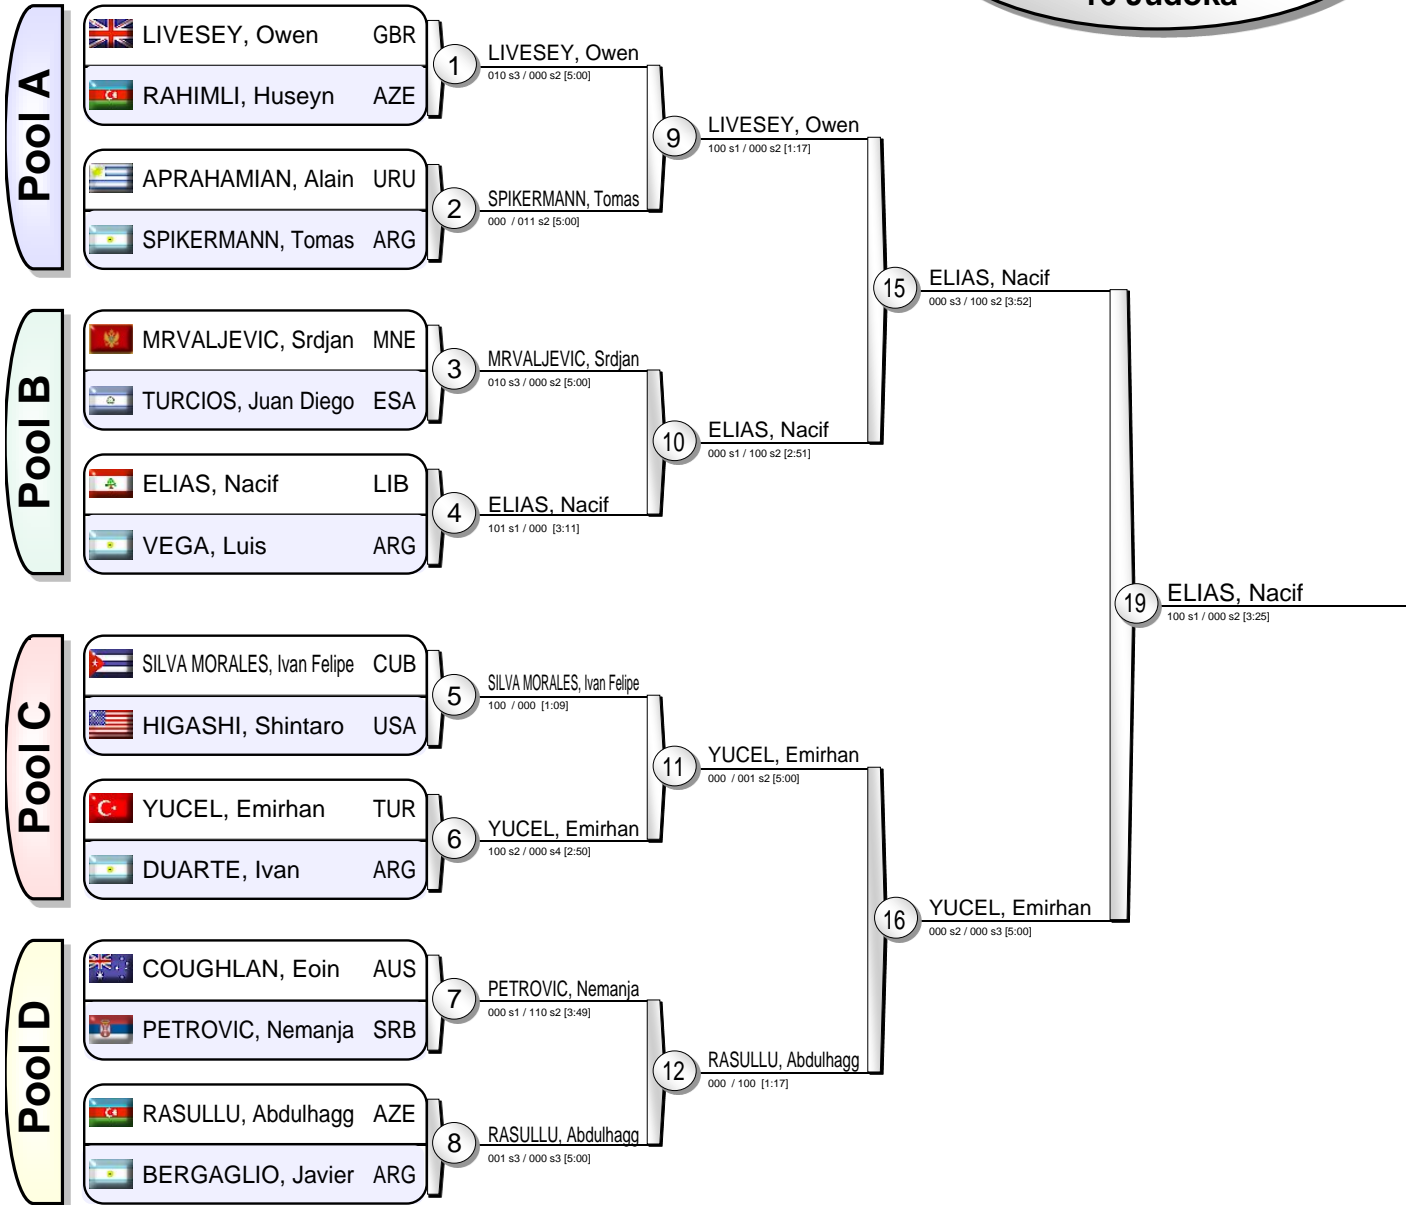 16 Judoka
Pool A
LIVESEY, Owen GBR
RAHIMLI, Huseyn AZE
1
LIVESEY, Owen
010 s3 / 000 s2 [5:00]
APRAHAMIAN, Alain URU
SPIKERMANN, Tomas ARG
2
SPIKERMANN, Tomas
000 / 011 s2 [5:00]
9
LIVESEY, Owen
100 s1 / 000 s2 [1:17]
Pool B
MRVALJEVIC, Srdjan MNE
TURCIOS, Juan Diego ESA
3
MRVALJEVIC, Srdjan
010 s3 / 000 s2 [5:00]
ELIAS, Nacif LIB
VEGA, Luis ARG
4
ELIAS, Nacif
101 s1 / 000 [3:11]
10
ELIAS, Nacif
000 s1 / 100 s2 [2:51]
15
ELIAS, Nacif
000 s3 / 100 s2 [3:52]
Pool C
SILVA MORALES, Ivan Felipe CUB
HIGASHI, Shintaro USA
5
SILVA MORALES, Ivan Felipe
100 / 000 [1:09]
YUCEL, Emirhan TUR
DUARTE, Ivan ARG
6
YUCEL, Emirhan
100 s2 / 000 s4 [2:50]
11
YUCEL, Emirhan
000 / 001 s2 [5:00]
Pool D
COUGHLAN, Eoin AUS
PETROVIC, Nemanja SRB
7
PETROVIC, Nemanja
000 s1 / 110 s2 [3:49]
RASULLU, Abdulhagg AZE
BERGAGLIO, Javier ARG
8
RASULLU, Abdulhagg
001 s3 / 000 s3 [5:00]
12
RASULLU, Abdulhagg
000 / 100 [1:17]
16
YUCEL, Emirhan
000 s2 / 000 s3 [5:00]
19
ELIAS, Nacif
100 s1 / 000 s2 [3:25]